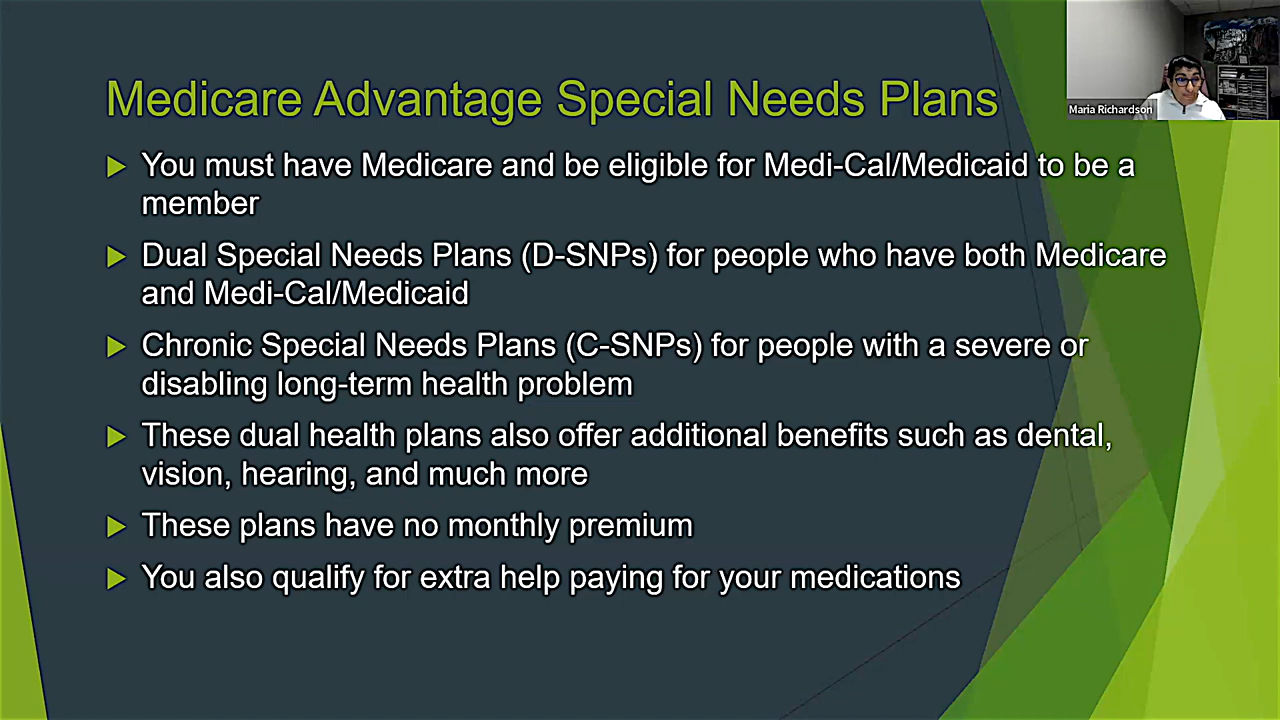 Medicare Advantage Special Needs Plans
Maria Richardson
You must have Medicare and be eligible for Medi-Cal/Medicaid to be a
member
Dual Special Needs Plans (D-SNPs) for people who have both Medicare
and Medi-Cal/Medicaid
Chronic Special Needs Plans (C-SNPs) for people with a severe or
disabling long-term health problem
These dual health plans also offer additional benefits such as dental,
vision, hearing, and much more
These plans have no monthly premium
You also qualify for extra help paying for your medications